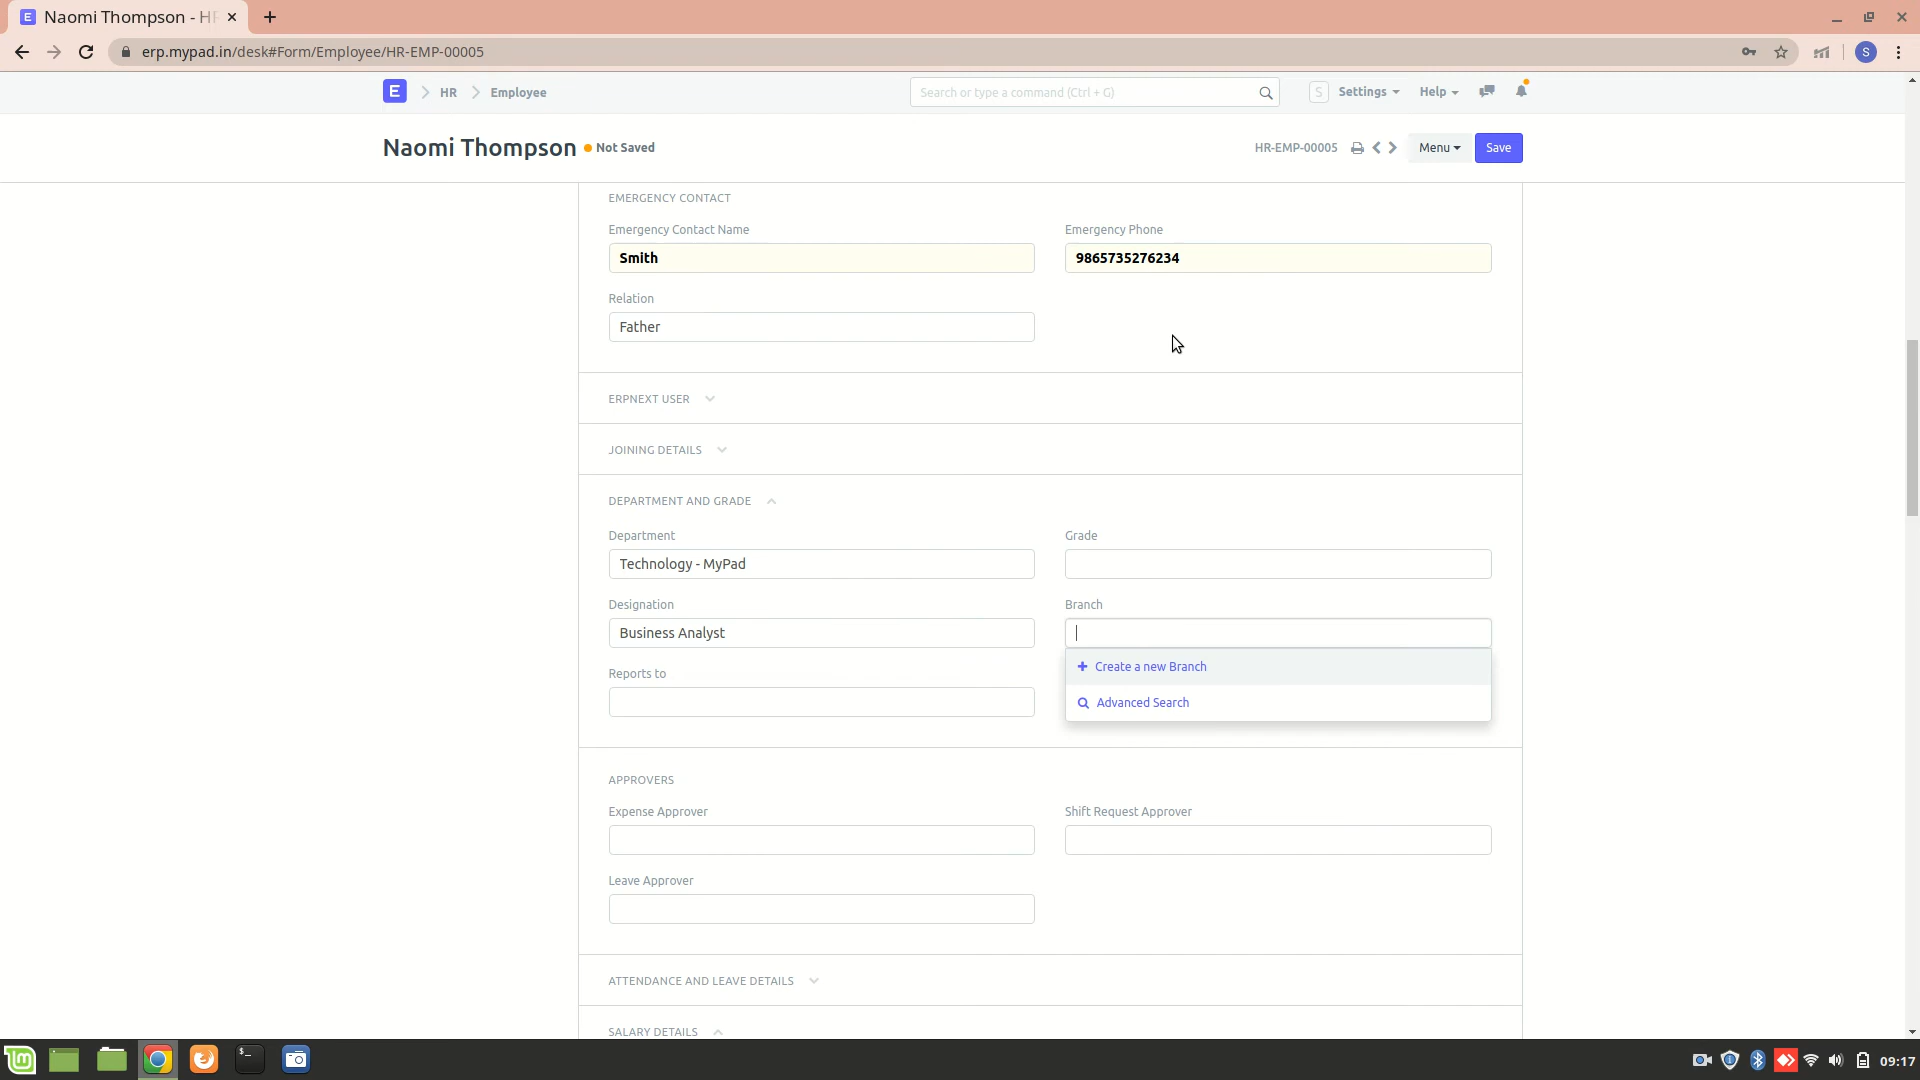 Naomi Thompson - H
erp.mypad.in/desk#Form/Employee/HR-EMP-00005
S
E
HR
Employee
Search or type a command (Ctrl + G)
S
Settings
Help
Naomi Thompson
Not Saved
HR-EMP-00005
Menu
Save
EMERGENCY CONTACT
Emergency Contact Name
Emergency Phone
Smith
9865735276234
Relation
Father
ERPNEXT USER
JOINING DETAILS
DEPARTMENT AND GRADE
Department
Grade
Technology - MyPad
Designation
Branch
Business Analyst
Create a new Branch
Reports to
Advanced Search
APPROVERS
Expense Approver
Shift Request Approver
Leave Approver
ATTENDANCE AND LEAVE DETAILS
SALARY DETAILS
09:17